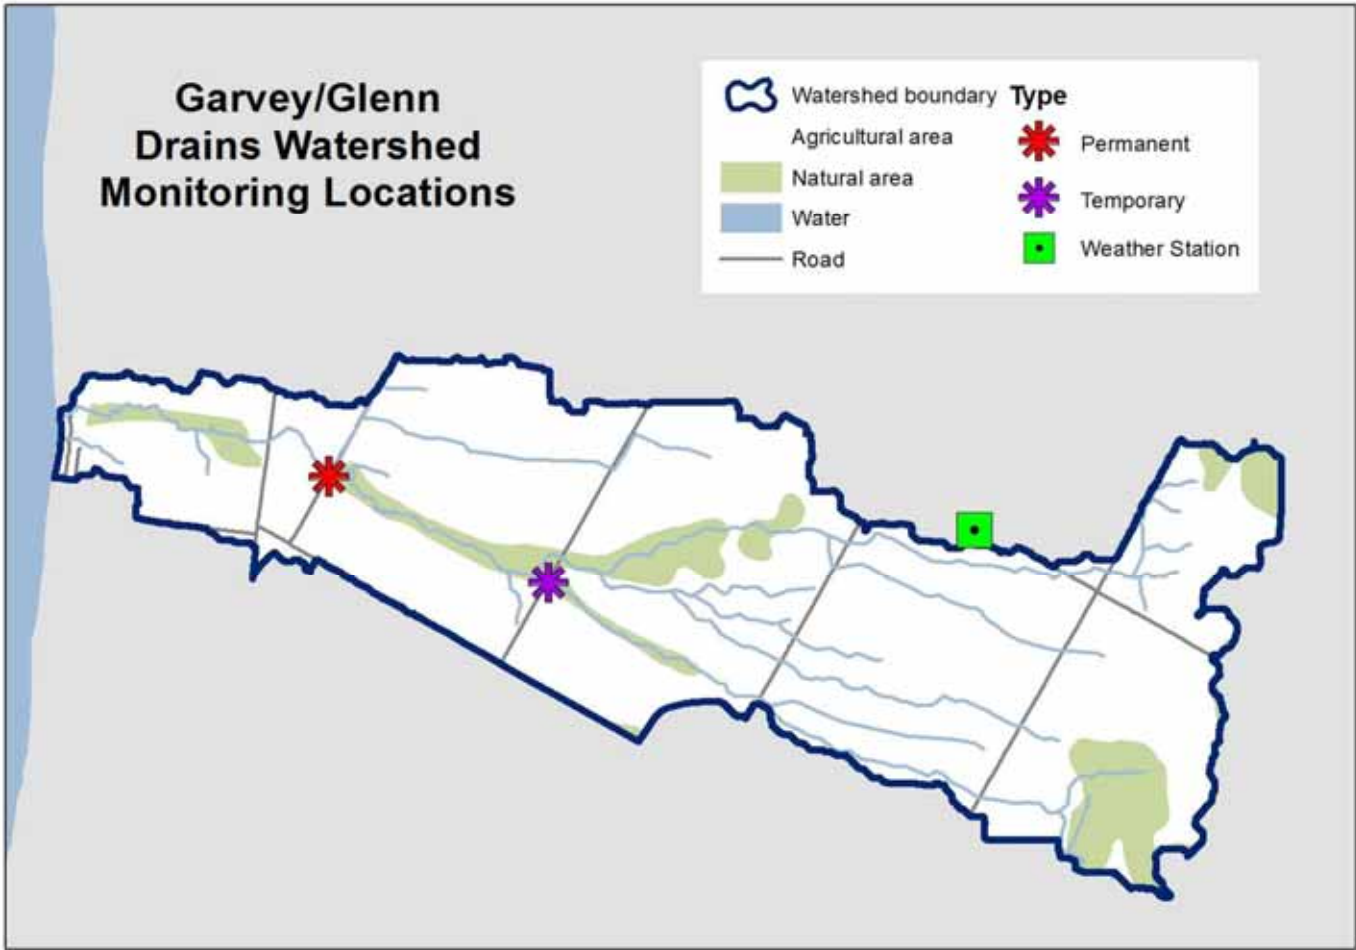 Garvey/Glenn
Drains Watershed
Monitoring Locations
Watershed boundary
Agricultural area
Natural area
Water
Road
Type
Permanent
Temporary
Weather Station